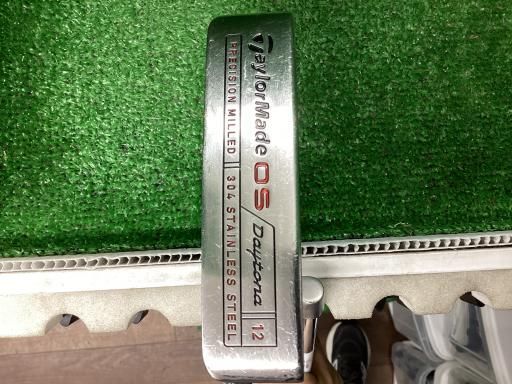 TaylorMade OS Daytona 12
PRECISION MILLED 304 STAINLESS STEEL